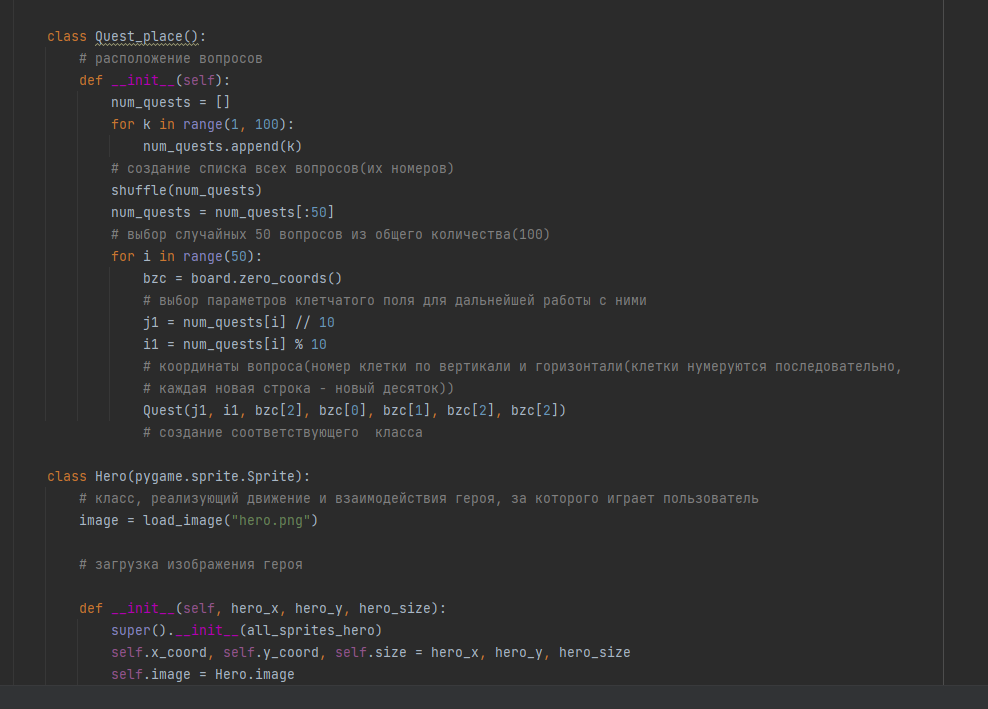 class Quest_place():
# расположение вопросов
def __init__(self):
num_quests = []
for k in range(1, 100):
num_quests.append(k)
# создание списка всех вопросов(их номеров)
shuffle(num_quests)
num_quests = num_quests[:50]
# выбор случайных 50 вопросов из общего количества(100)
for i in range(50):
bzc = board.zero_coords()
# выбор параметров клетчатого поля для дальнейшей работы с ними
j1 = num_quests[i] // 10
i1 = num_quests[i] % 10
# координаты вопроса(номер клетки по вертикали и горизонтали(клетки нумеруются последовательно,
# каждая новая строка - новый десяток))
Quest(j1, i1, bzc[2], bzc[0], bzc[1], bzc[2], bzc[2])
# создание соответствующего  класса
class Hero(pygame.sprite.Sprite):
# класс, реализующий движение и взаимодействия героя, за которого играет пользователь
image = load_image("hero.png")
# загрузка изображения героя
def __init__(self, hero_x, hero_y, hero_size):
super().__init__(all_sprites_hero)
self.x_coord, self.y_coord, self.size = hero_x, hero_y, hero_size
self.image = Hero.image